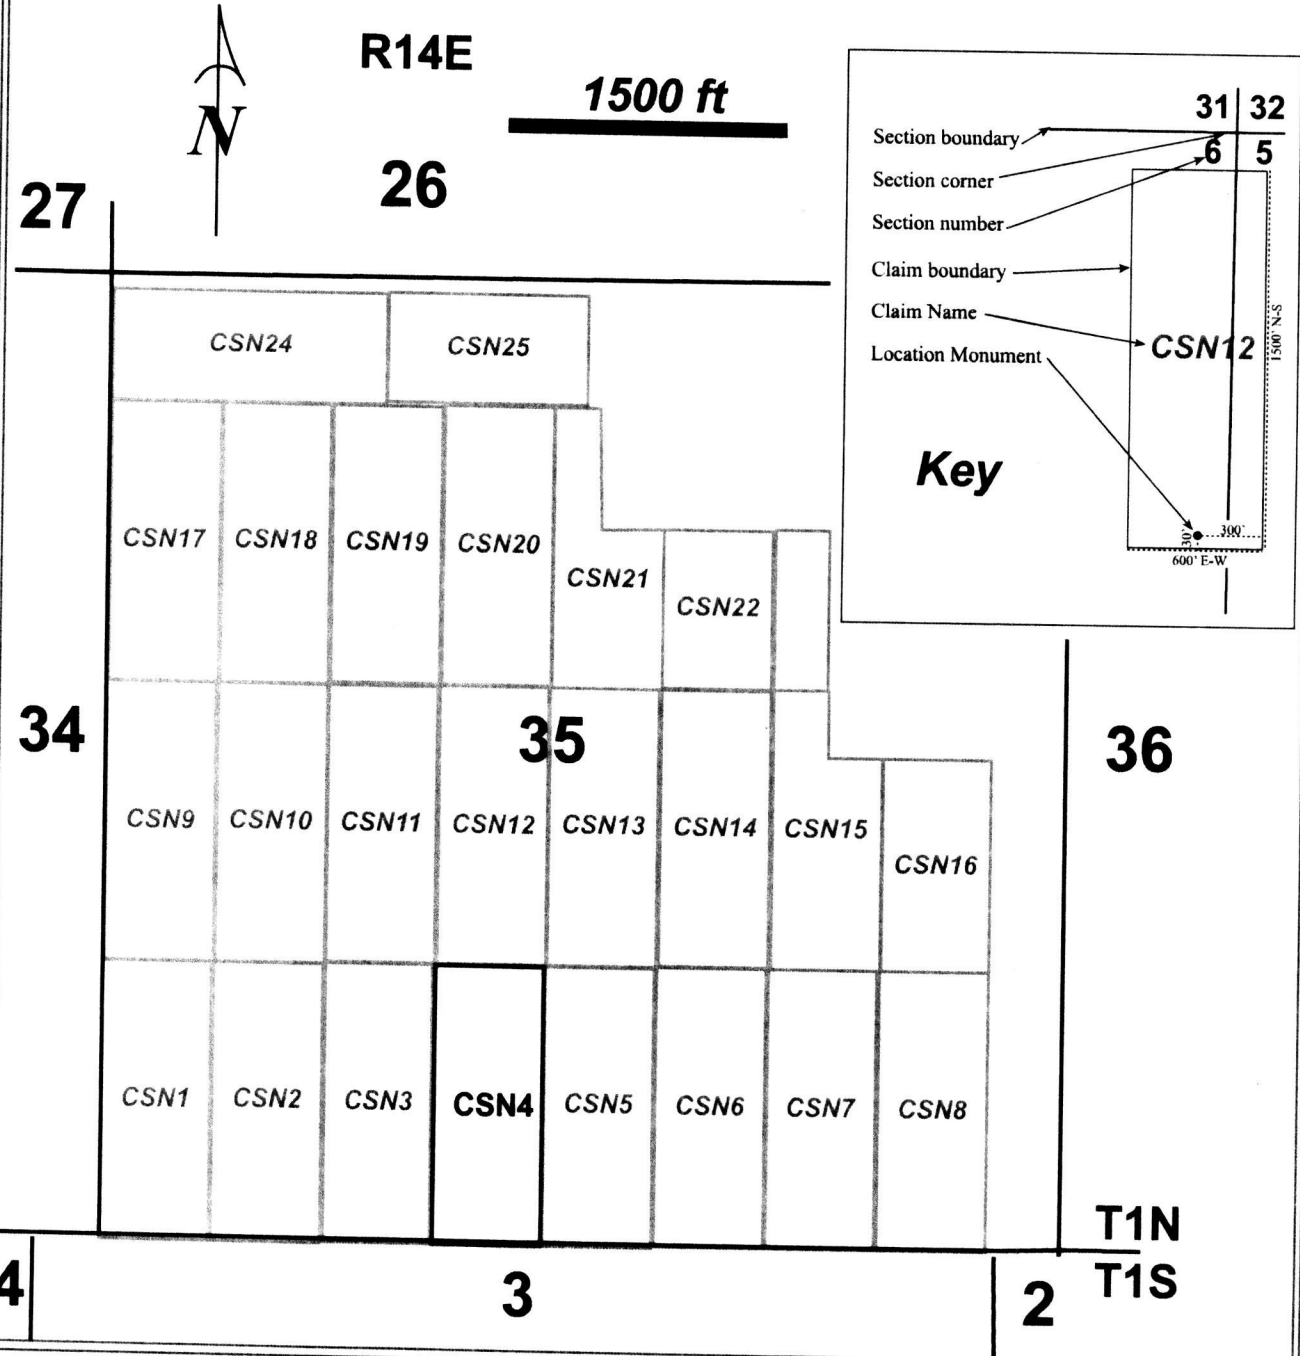 R14E
1500 ft
N
26
27
31 32
6 5
Section boundary
Section corner
Section number
Claim boundary
Claim Name
Location Monument
CSN12
1500' N-S
Key
30'
300'
600' E-W
CSN24 CSN25
CSN17 CSN18 CSN19 CSN20
CSN21
CSN22
34
35
36
CSN9 CSN10 CSN11 CSN12 CSN13 CSN14 CSN15
CSN16
CSN1 CSN2 CSN3 CSN4 CSN5 CSN6 CSN7 CSN8
T1N
T1S
4
3
2